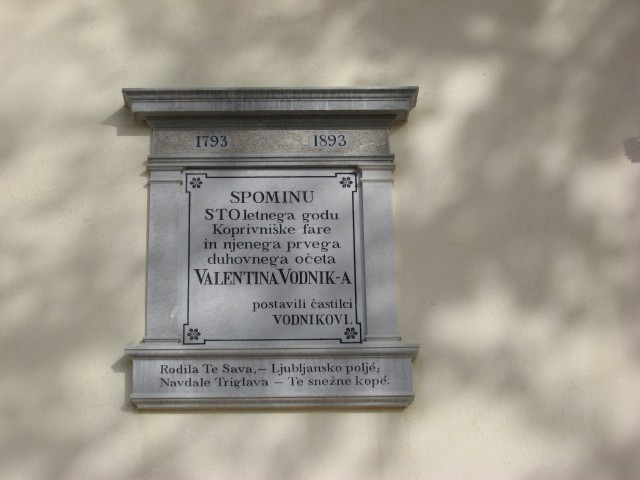 1793 1893
SPOMINU
STOletnega godu
Koprivniške fare
in njenega prvega
duhovnega očeta
VALENTINA VODNIK-A
postavili častilci
VODNIKOVI.
Rodila Te Sava,– Ljubljansko poljé;
Navdale Triglava – Te snežne kopé.